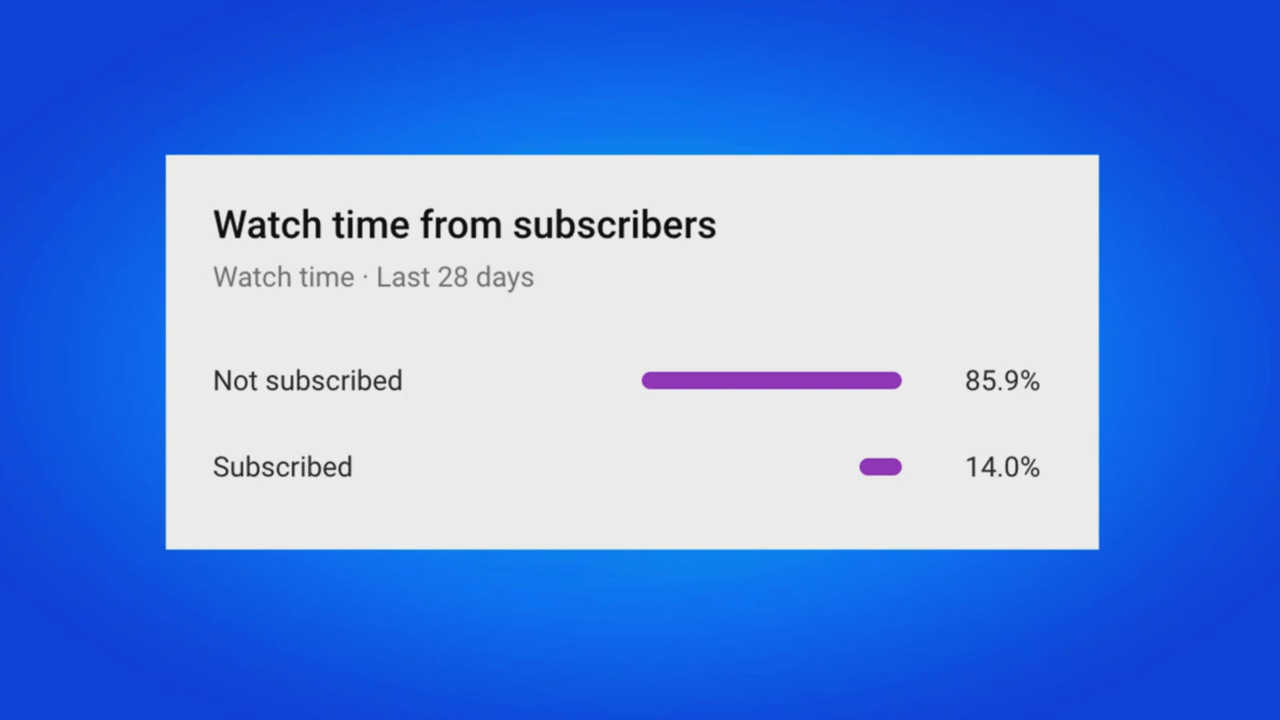 Watch time from subscribers
Watch time · Last 28 days
Not subscribed 85.9%
Subscribed 14.0%